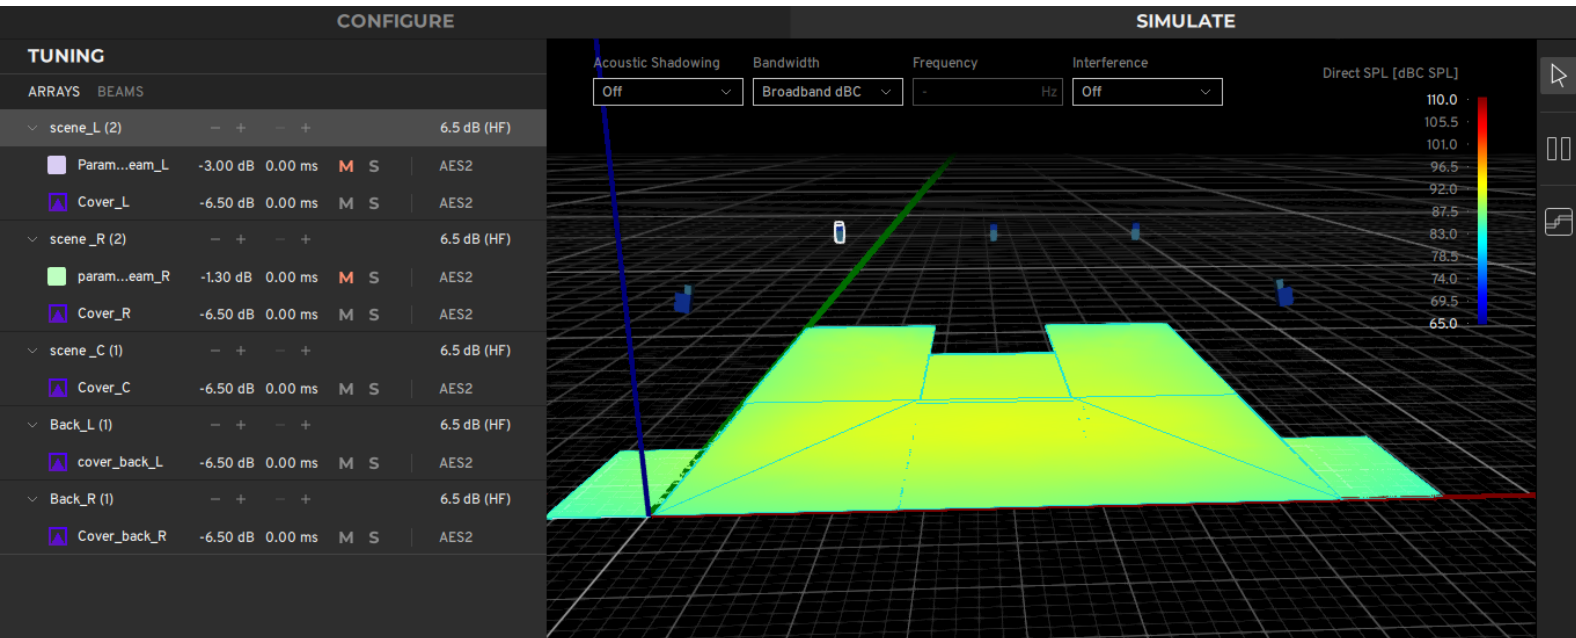 CONFIGURE SIMULATE
TUNING
ARRAYS BEAMS
scene_L (2) − + − + 6.5 dB (HF)
Param...eam_L -3.00 dB 0.00 ms M S AES2
Cover_L -6.50 dB 0.00 ms M S AES2
scene _R (2) − + − + 6.5 dB (HF)
param...eam_R -1.30 dB 0.00 ms M S AES2
Cover_R -6.50 dB 0.00 ms M S AES2
scene _C (1) − + − + 6.5 dB (HF)
Cover_C -6.50 dB 0.00 ms M S AES2
Back_L (1) − + − + 6.5 dB (HF)
cover_back_L -6.50 dB 0.00 ms M S AES2
Back_R (1) − + − + 6.5 dB (HF)
Cover_back_R -6.50 dB 0.00 ms M S AES2
Acoustic Shadowing Bandwidth Frequency Interference
Off Broadband dBC - Hz Off
Direct SPL [dBC SPL]
110.0
105.5
101.0
96.5
92.0
87.5
83.0
78.5
74.0
69.5
65.0